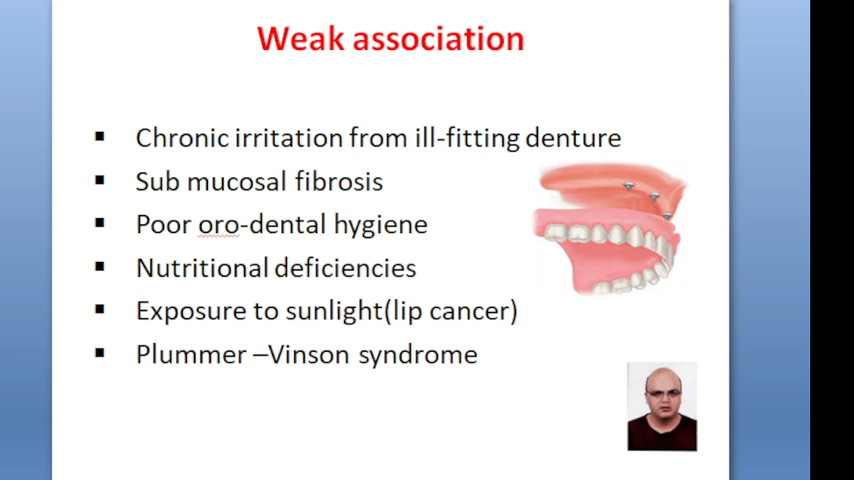 Weak association
Chronic irritation from ill-fitting denture
Sub mucosal fibrosis
Poor oro-dental hygiene
Nutritional deficiencies
Exposure to sunlight(lip cancer)
Plummer –Vinson syndrome